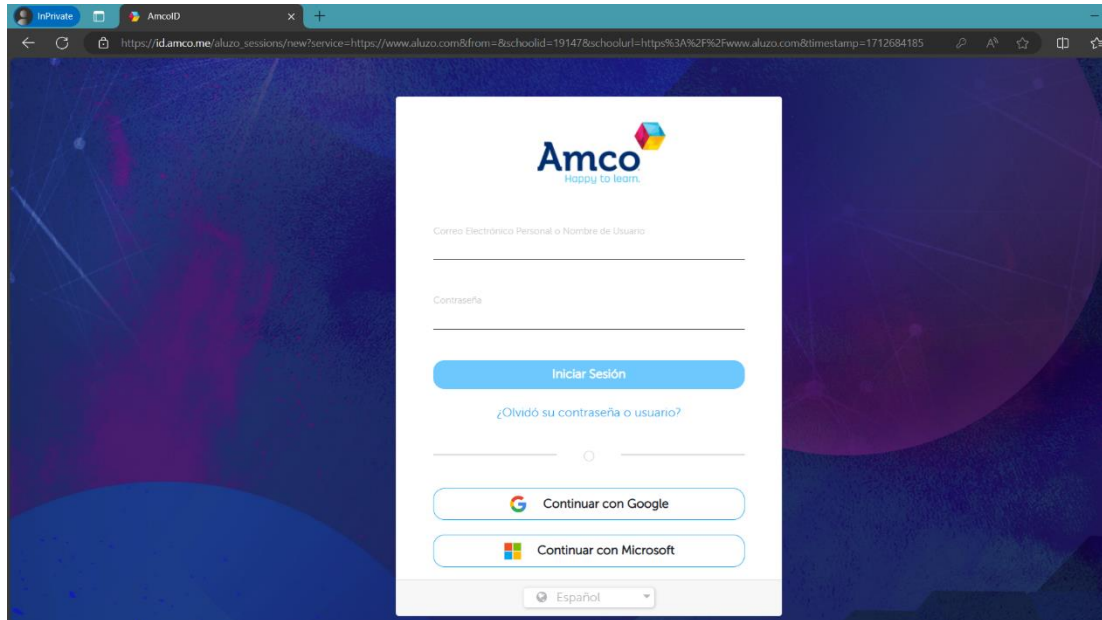 InPrivate
AmcoID
https://id.amco.me/aluzo_sessions/new?service=https://www.aluzo.com&from=&schoolid=19147&schoolurl=https%3A%2F%2Fwww.aluzo.com&timestamp=1712684185
Amco
Happy to learn.
Correo Electrónico Personal o Nombre de Usuario
Contraseña
Iniciar Sesión
¿Olvidó su contraseña o usuario?
O
Continuar con Google
Continuar con Microsoft
Español